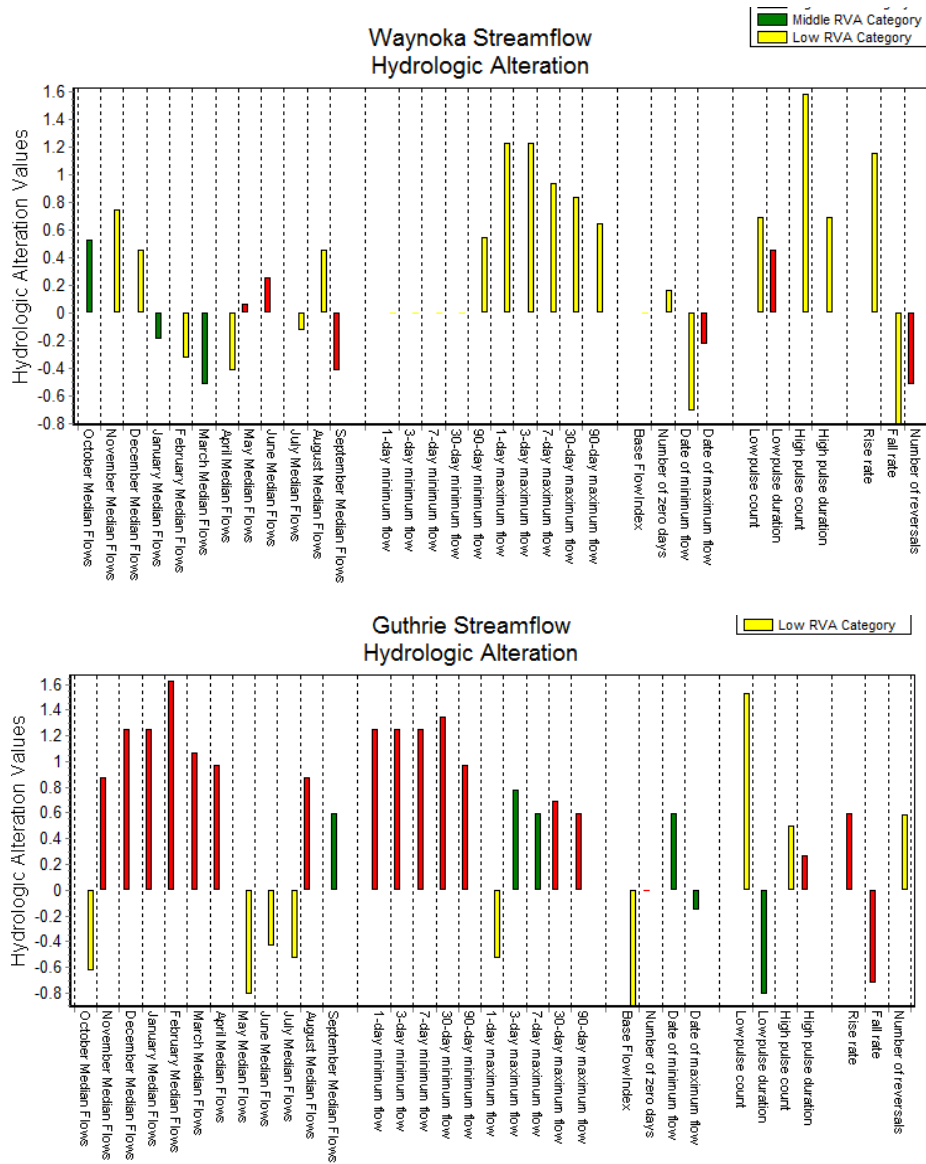 Middle RVA Category
Low RVA Category
Waynoka Streamflow
Hydrologic Alteration
Hydrologic Alteration Values
1.6
1.4
1.2
1
0.8
0.6
0.4
0.2
0
-0.2
-0.4
-0.6
-0.8
October Median Flows
November Median Flows
December Median Flows
January Median Flows
February Median Flows
March Median Flows
April Median Flows
May Median Flows
June Median Flows
July Median Flows
August Median Flows
September Median Flows
1-day minimum flow
3-day minimum flow
7-day minimum flow
30-day minimum flow
90-day minimum flow
1-day maximum flow
3-day maximum flow
7-day maximum flow
30-day maximum flow
90-day maximum flow
Base Flow Index
Number of zero days
Date of minimum flow
Date of maximum flow
Low pulse count
Low pulse duration
High pulse count
High pulse duration
Rise rate
Fall rate
Number of reversals
Low RVA Category
Guthrie Streamflow
Hydrologic Alteration
Hydrologic Alteration Values
1.6
1.4
1.2
1
0.8
0.6
0.4
0.2
0
-0.2
-0.4
-0.6
-0.8
October Median Flows
November Median Flows
December Median Flows
January Median Flows
February Median Flows
March Median Flows
April Median Flows
May Median Flows
June Median Flows
July Median Flows
August Median Flows
September Median Flows
1-day minimum flow
3-day minimum flow
7-day minimum flow
30-day minimum flow
90-day minimum flow
1-day maximum flow
3-day maximum flow
7-day maximum flow
30-day maximum flow
90-day maximum flow
Base Flow Index
Number of zero days
Date of minimum flow
Date of maximum flow
Low pulse count
Low pulse duration
High pulse count
High pulse duration
Rise rate
Fall rate
Number of reversals